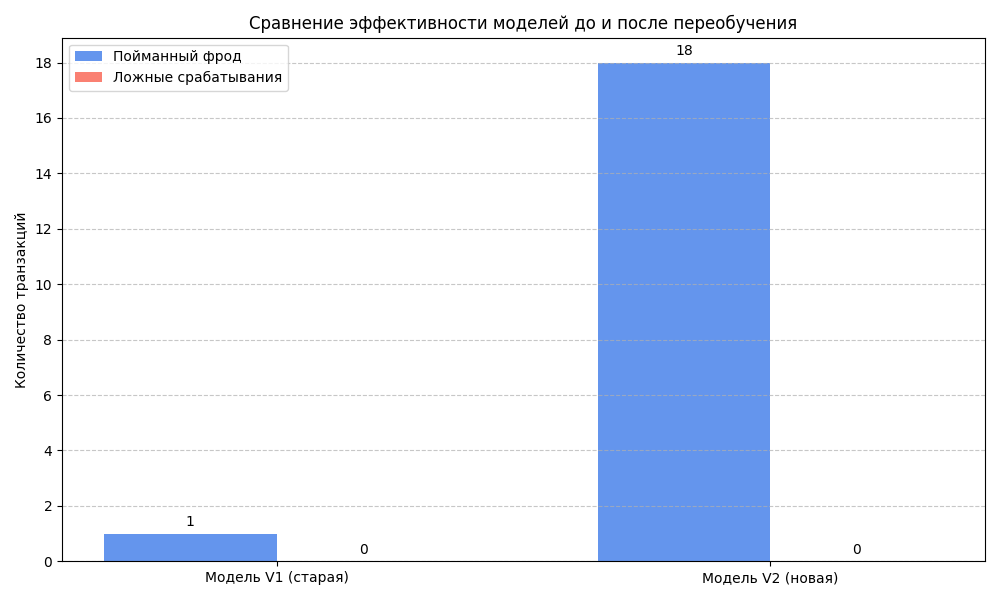 Сравнение эффективности моделей до и после переобучения
Пойманный фрод
Ложные срабатывания
Количество транзакций
18
16
14
12
10
8
6
4
2
0
1
0
18
0
Модель V1 (старая)
Модель V2 (новая)